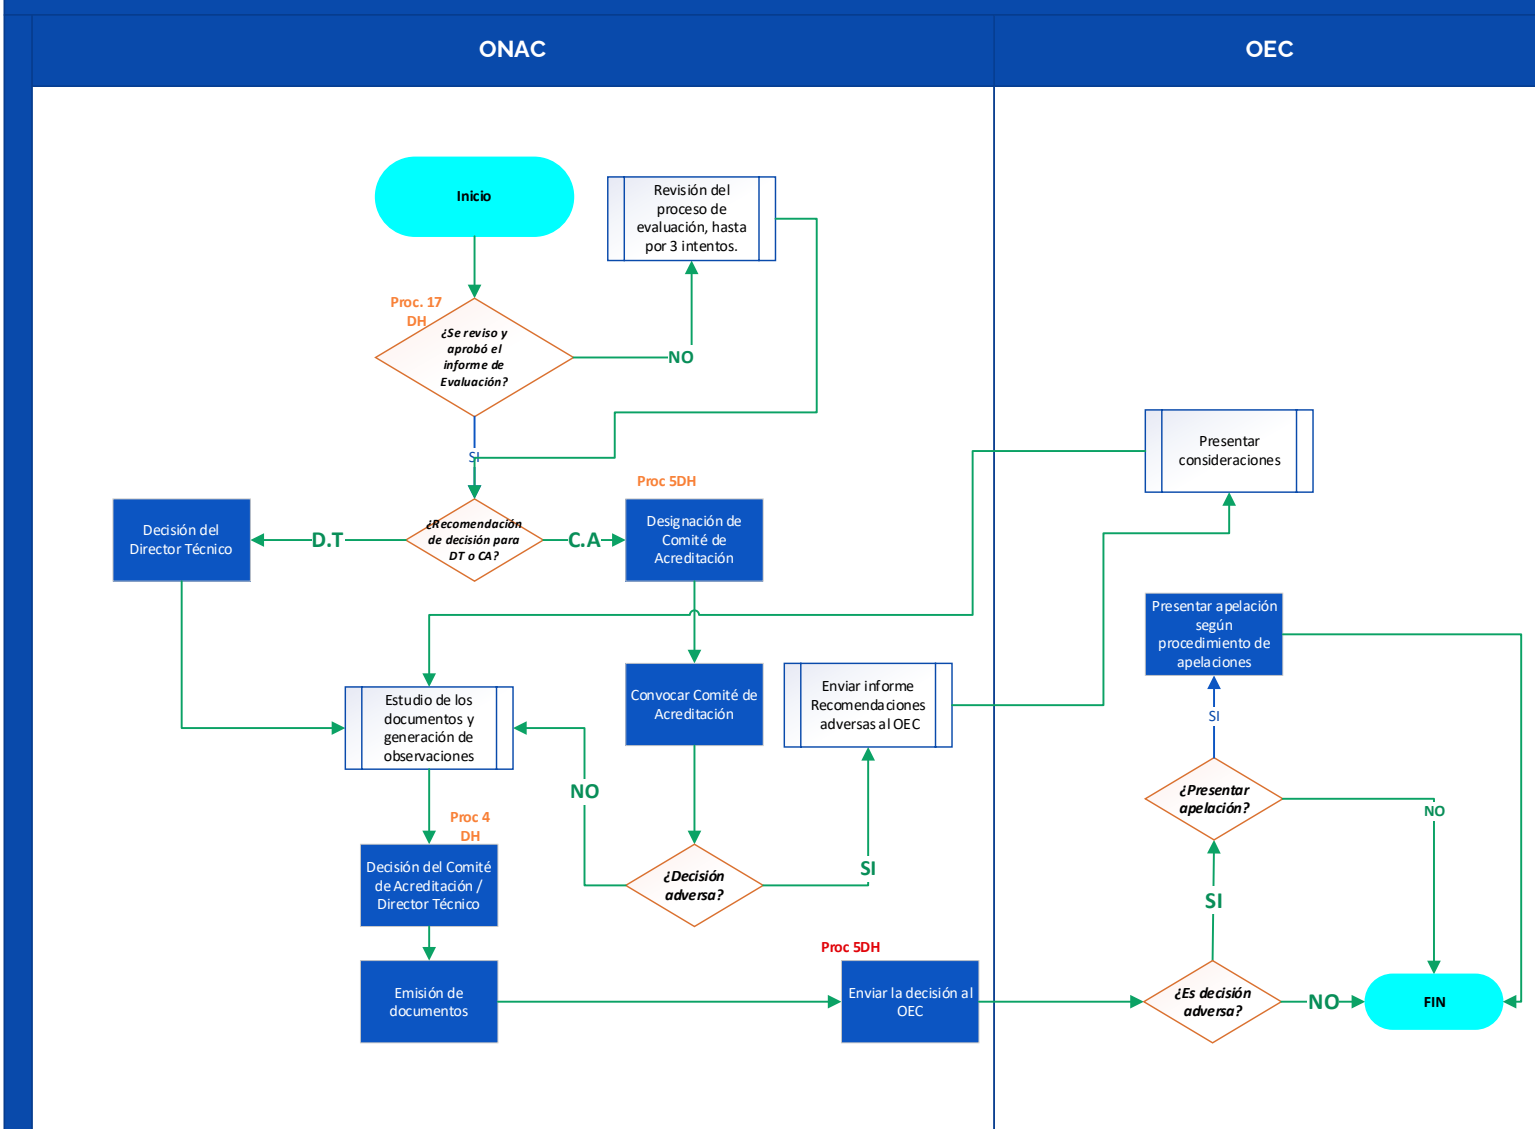 ONAC
OEC
Inicio
Revisión del
proceso de
evaluación, hasta
por 3 intentos.
Proc. 17
DH
¿Se reviso y
aprobó el
informe de
Evaluación?
NO
SI
Presentar
consideraciones
Proc 5DH
Decisión del
Director Técnico
D.T
¿Recomendación
de decisión para
DT o CA?
C.A
Designación de
Comité de
Acreditación
Presentar apelación
según
procedimiento de
apelaciones
Estudio de los
documentos y
generación de
observaciones
Convocar Comité de
Acreditación
Enviar informe
Recomendaciones
adversas al OEC
SI
NO
¿Presentar
apelación?
NO
Proc 4
DH
Decisión del Comité
de Acreditación /
Director Técnico
¿Decisión
adversa?
SI
SI
Proc 5DH
Emisión de
documentos
Enviar la decisión al
OEC
¿Es decisión
adversa?
NO
FIN